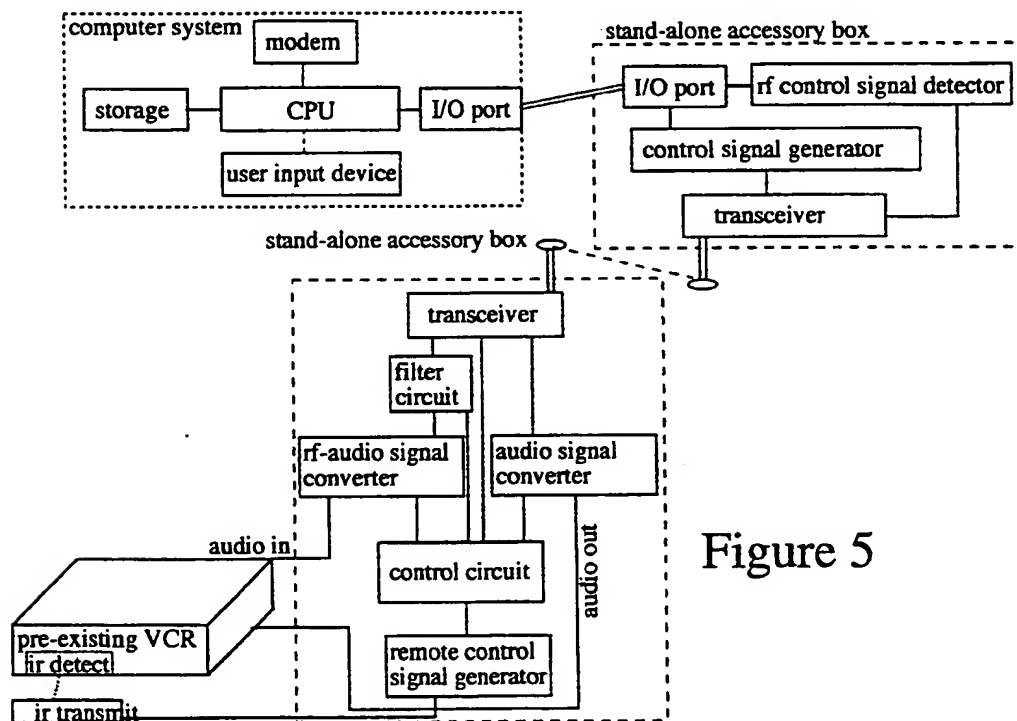 computer system
modem
storage
CPU
I/O port
user input device
stand-alone accessory box
I/O port
rf control signal detector
control signal generator
transceiver
stand-alone accessory box
transceiver
filter
circuit
rf-audio signal
converter
audio signal
converter
audio in
control circuit
audio out
Figure 5
pre-existing VCR
ir detect
remote control
signal generator
ir transmit